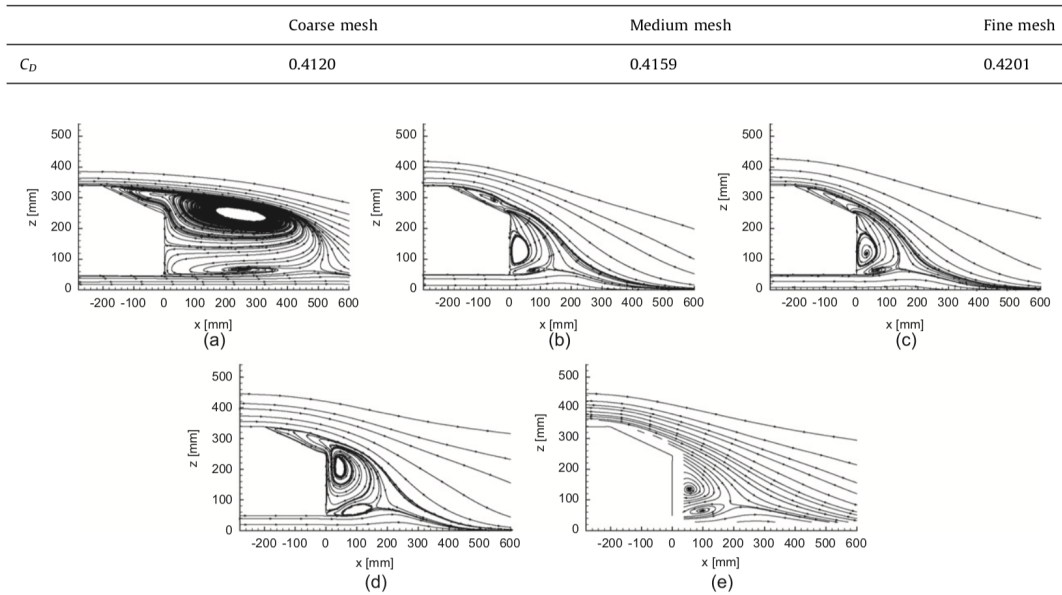 Coarse mesh Medium mesh Fine mesh
C_D 0.4120 0.4159 0.4201
500 500 500
400 400 400
300 300 300
200 200 200
100 100 100
0 0 0
z [mm] z [mm] z [mm]
-200 -100 0 100 200 300 400 500 600 -200 -100 0 100 200 300 400 500 600 -200 -100 0 100 200 300 400 500 600
x [mm] x [mm] x [mm]
(a) (b) (c)
500 500
400 400
300 300
200 200
100 100
0 0
z [mm] z [mm]
-200 -100 0 100 200 300 400 500 600 -200 -100 0 100 200 300 400 500 600
x [mm] x [mm]
(d) (e)